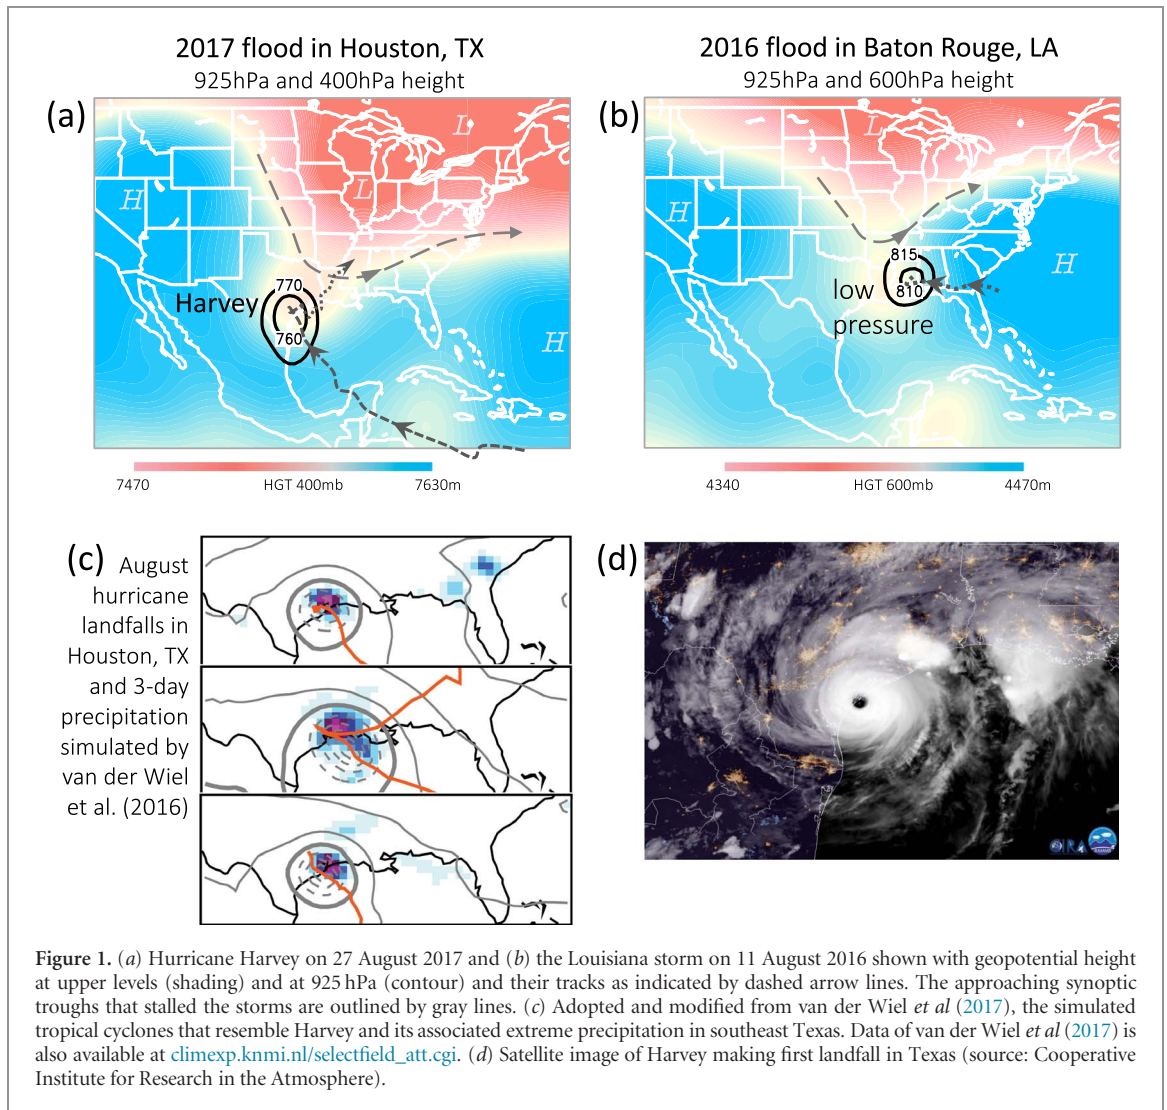 2017 flood in Houston, TX
925hPa and 400hPa height
2016 flood in Baton Rouge, LA
925hPa and 600hPa height
(a)
L
L
H
770
Harvey
760
H
7470
HGT 400mb
7630m
(b)
L
H
815
H
low
810
pressure
4340
HGT 600mb
4470m
(c)
August
hurricane
landfalls in
Houston, TX
and 3-day
precipitation
simulated by
van der Wiel
et al. (2016)
(d)
CIRA
Figure 1. (a) Hurricane Harvey on 27 August 2017 and (b) the Louisiana storm on 11 August 2016 shown with geopotential height
at upper levels (shading) and at 925 hPa (contour) and their tracks as indicated by dashed arrow lines. The approaching synoptic
troughs that stalled the storms are outlined by gray lines. (c) Adopted and modified from van der Wiel et al (2017), the simulated
tropical cyclones that resemble Harvey and its associated extreme precipitation in southeast Texas. Data of van der Wiel et al (2017) is
also available at climexp.knmi.nl/selectfield_att.cgi. (d) Satellite image of Harvey making first landfall in Texas (source: Cooperative
Institute for Research in the Atmosphere).